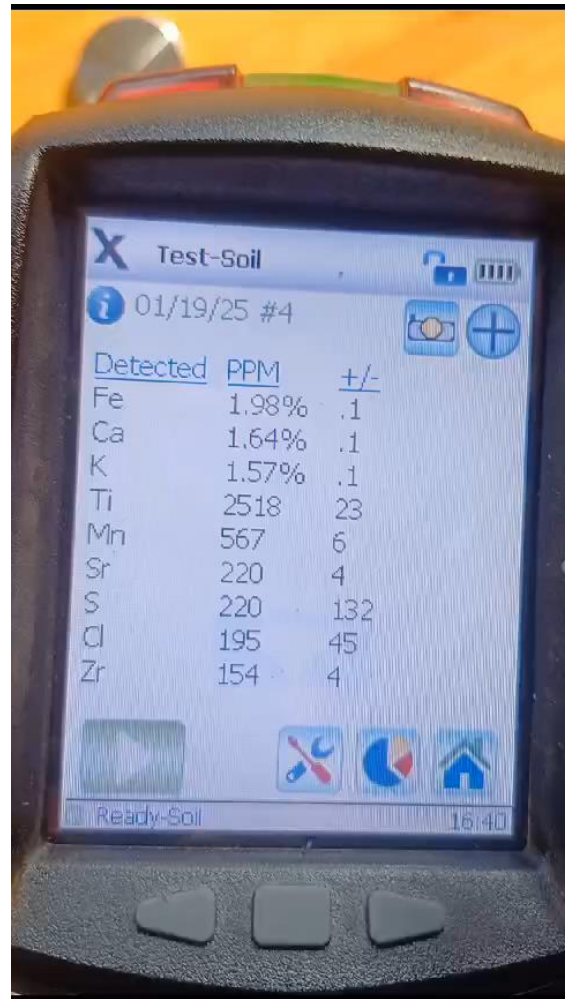 X Test-Soil
i 01/19/25 #4
Detected PPM +/-
Fe 1.98% .1
Ca 1.64% .1
K 1.57% .1
Ti 2518 23
Mn 567 6
Sr 220 4
S 220 132
Cl 195 45
Zr 154 4
Ready-Soil 16:40